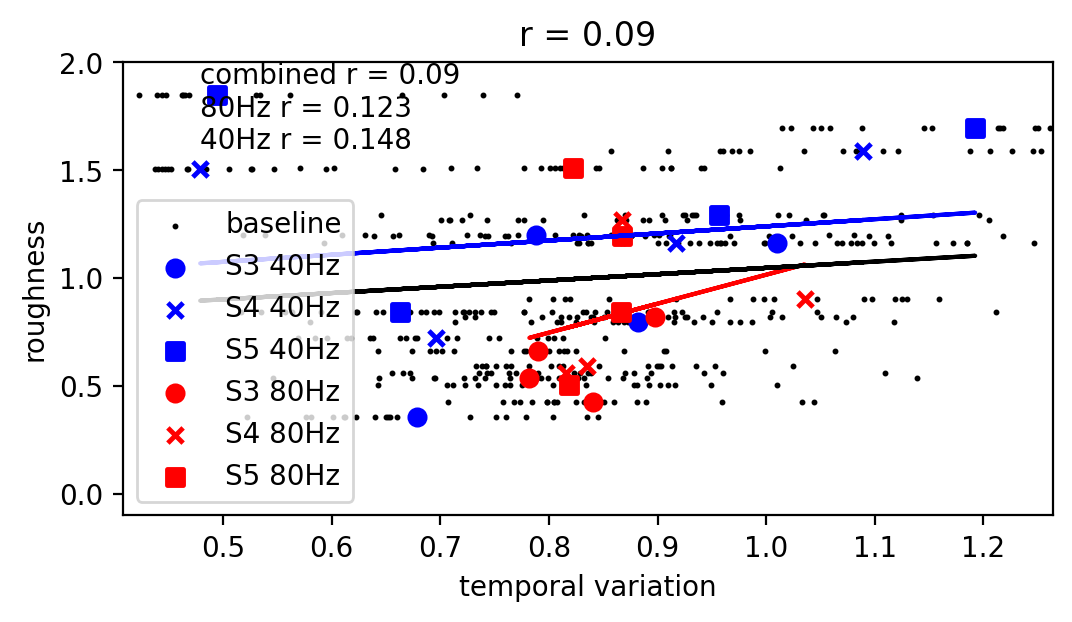 r = 0.09
combined r = 0.09
80Hz r = 0.123
40Hz r = 0.148
2.0
1.5
1.0
0.5
0.0
roughness
baseline
S3 40Hz
S4 40Hz
S5 40Hz
S3 80Hz
S4 80Hz
S5 80Hz
0.5 0.6 0.7 0.8 0.9 1.0 1.1 1.2
temporal variation